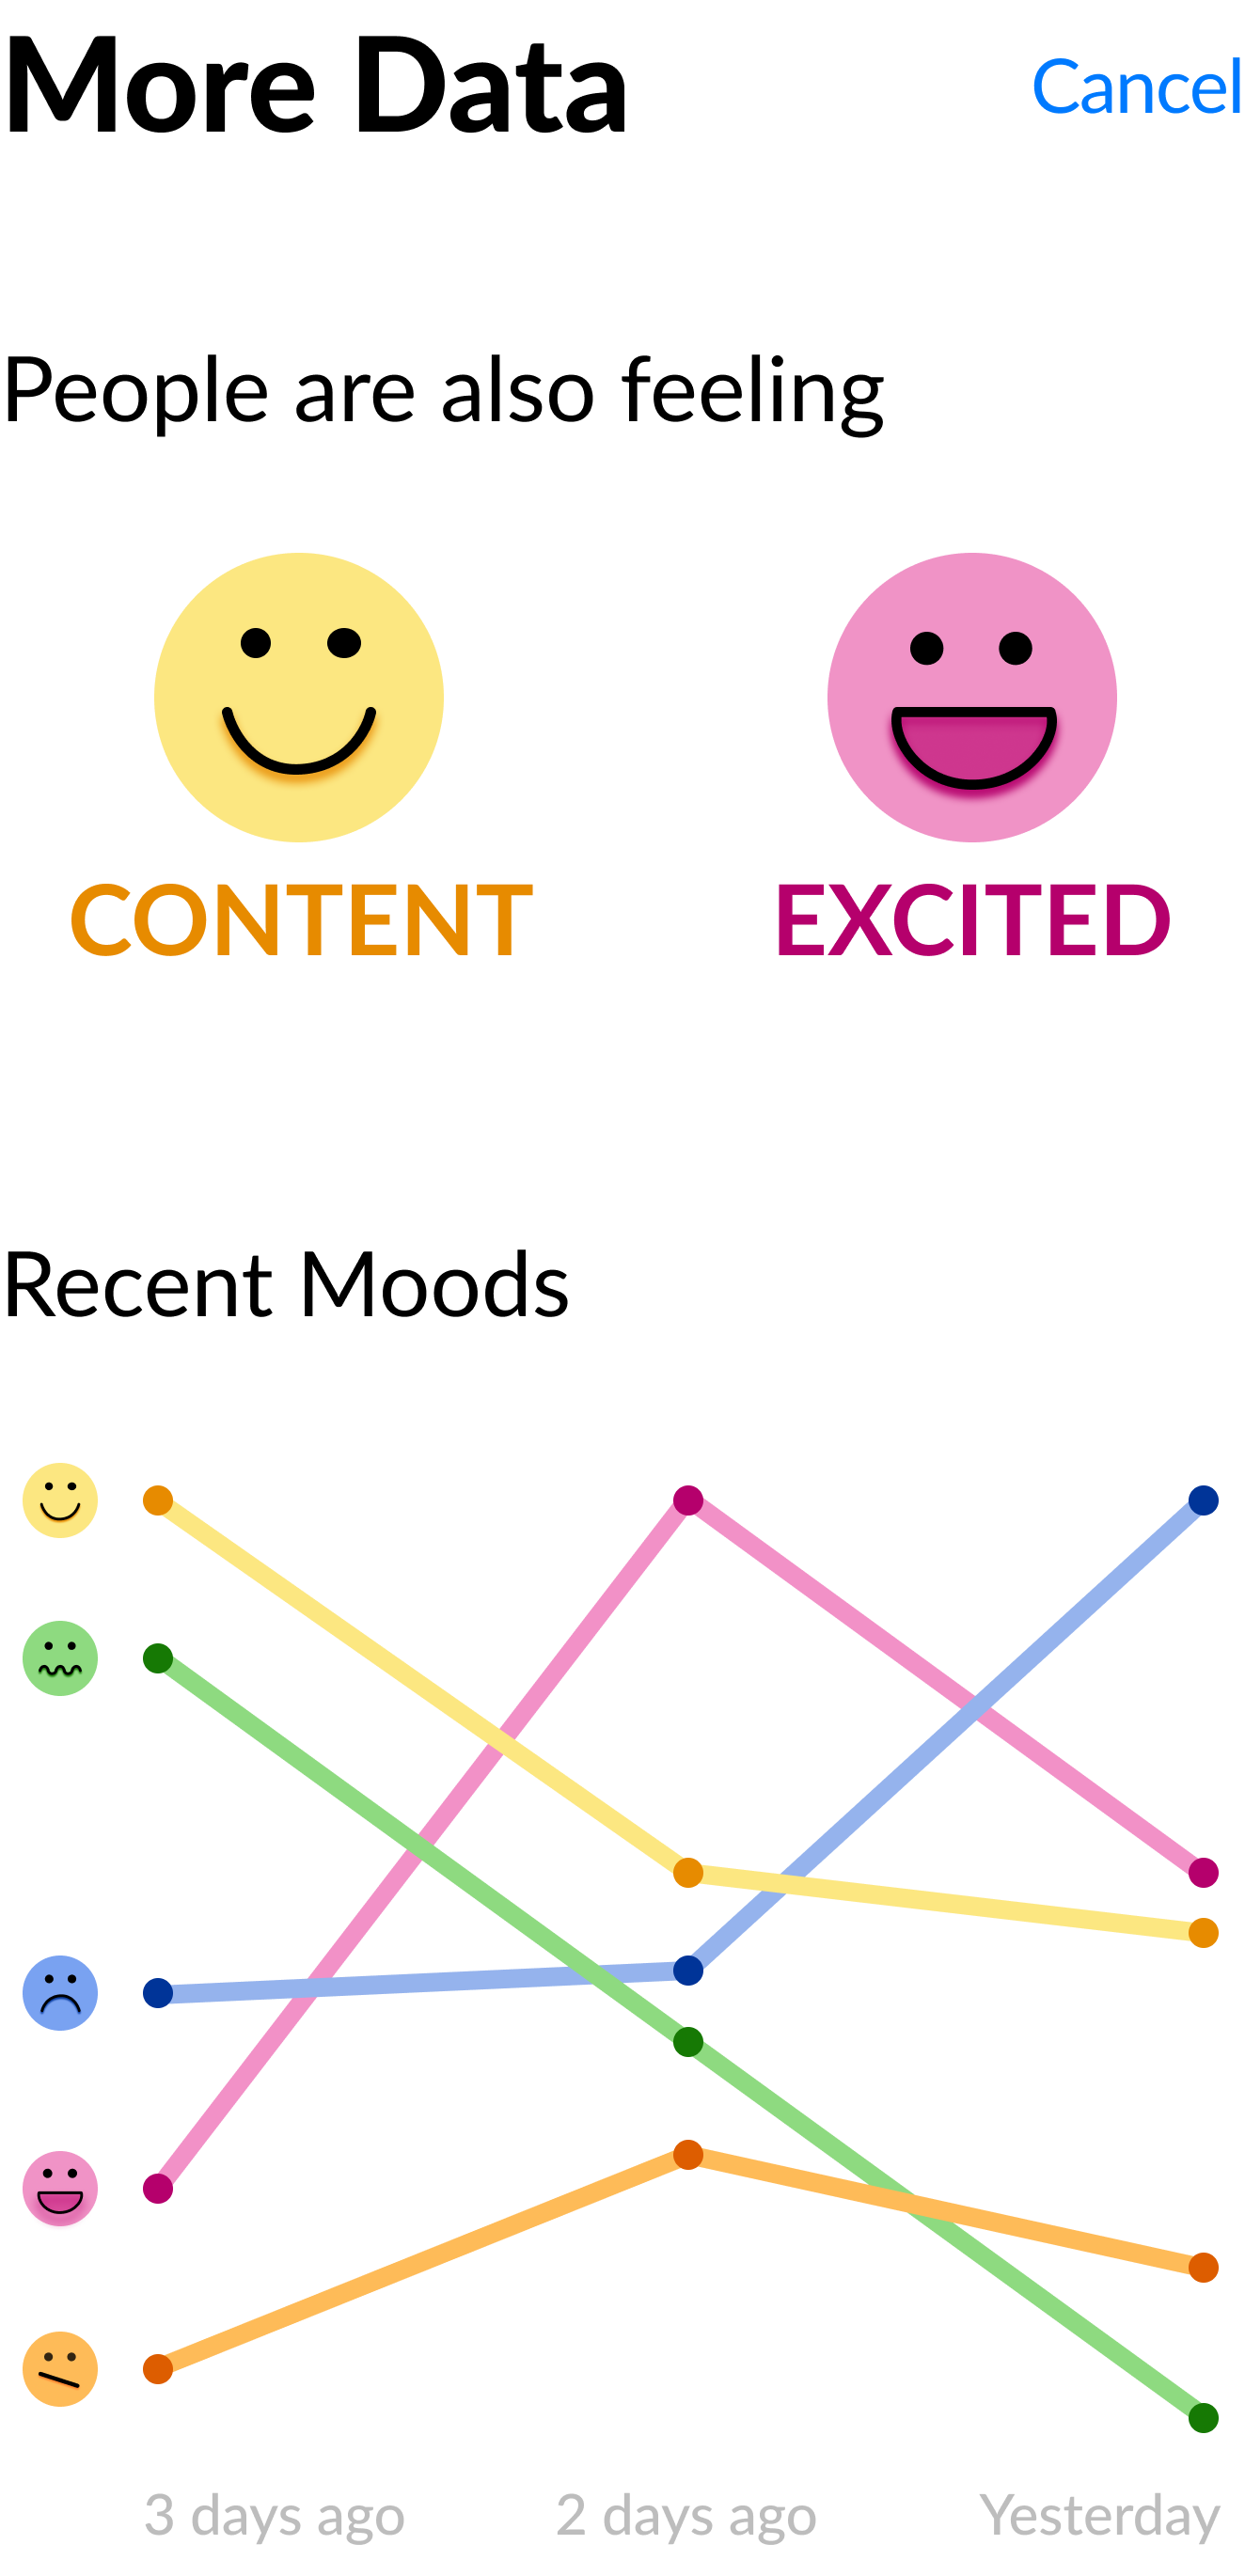 More Data
Cancel
People are also feeling
CONTENT
EXCITED
Recent Moods
3 days ago
2 days ago
Yesterday